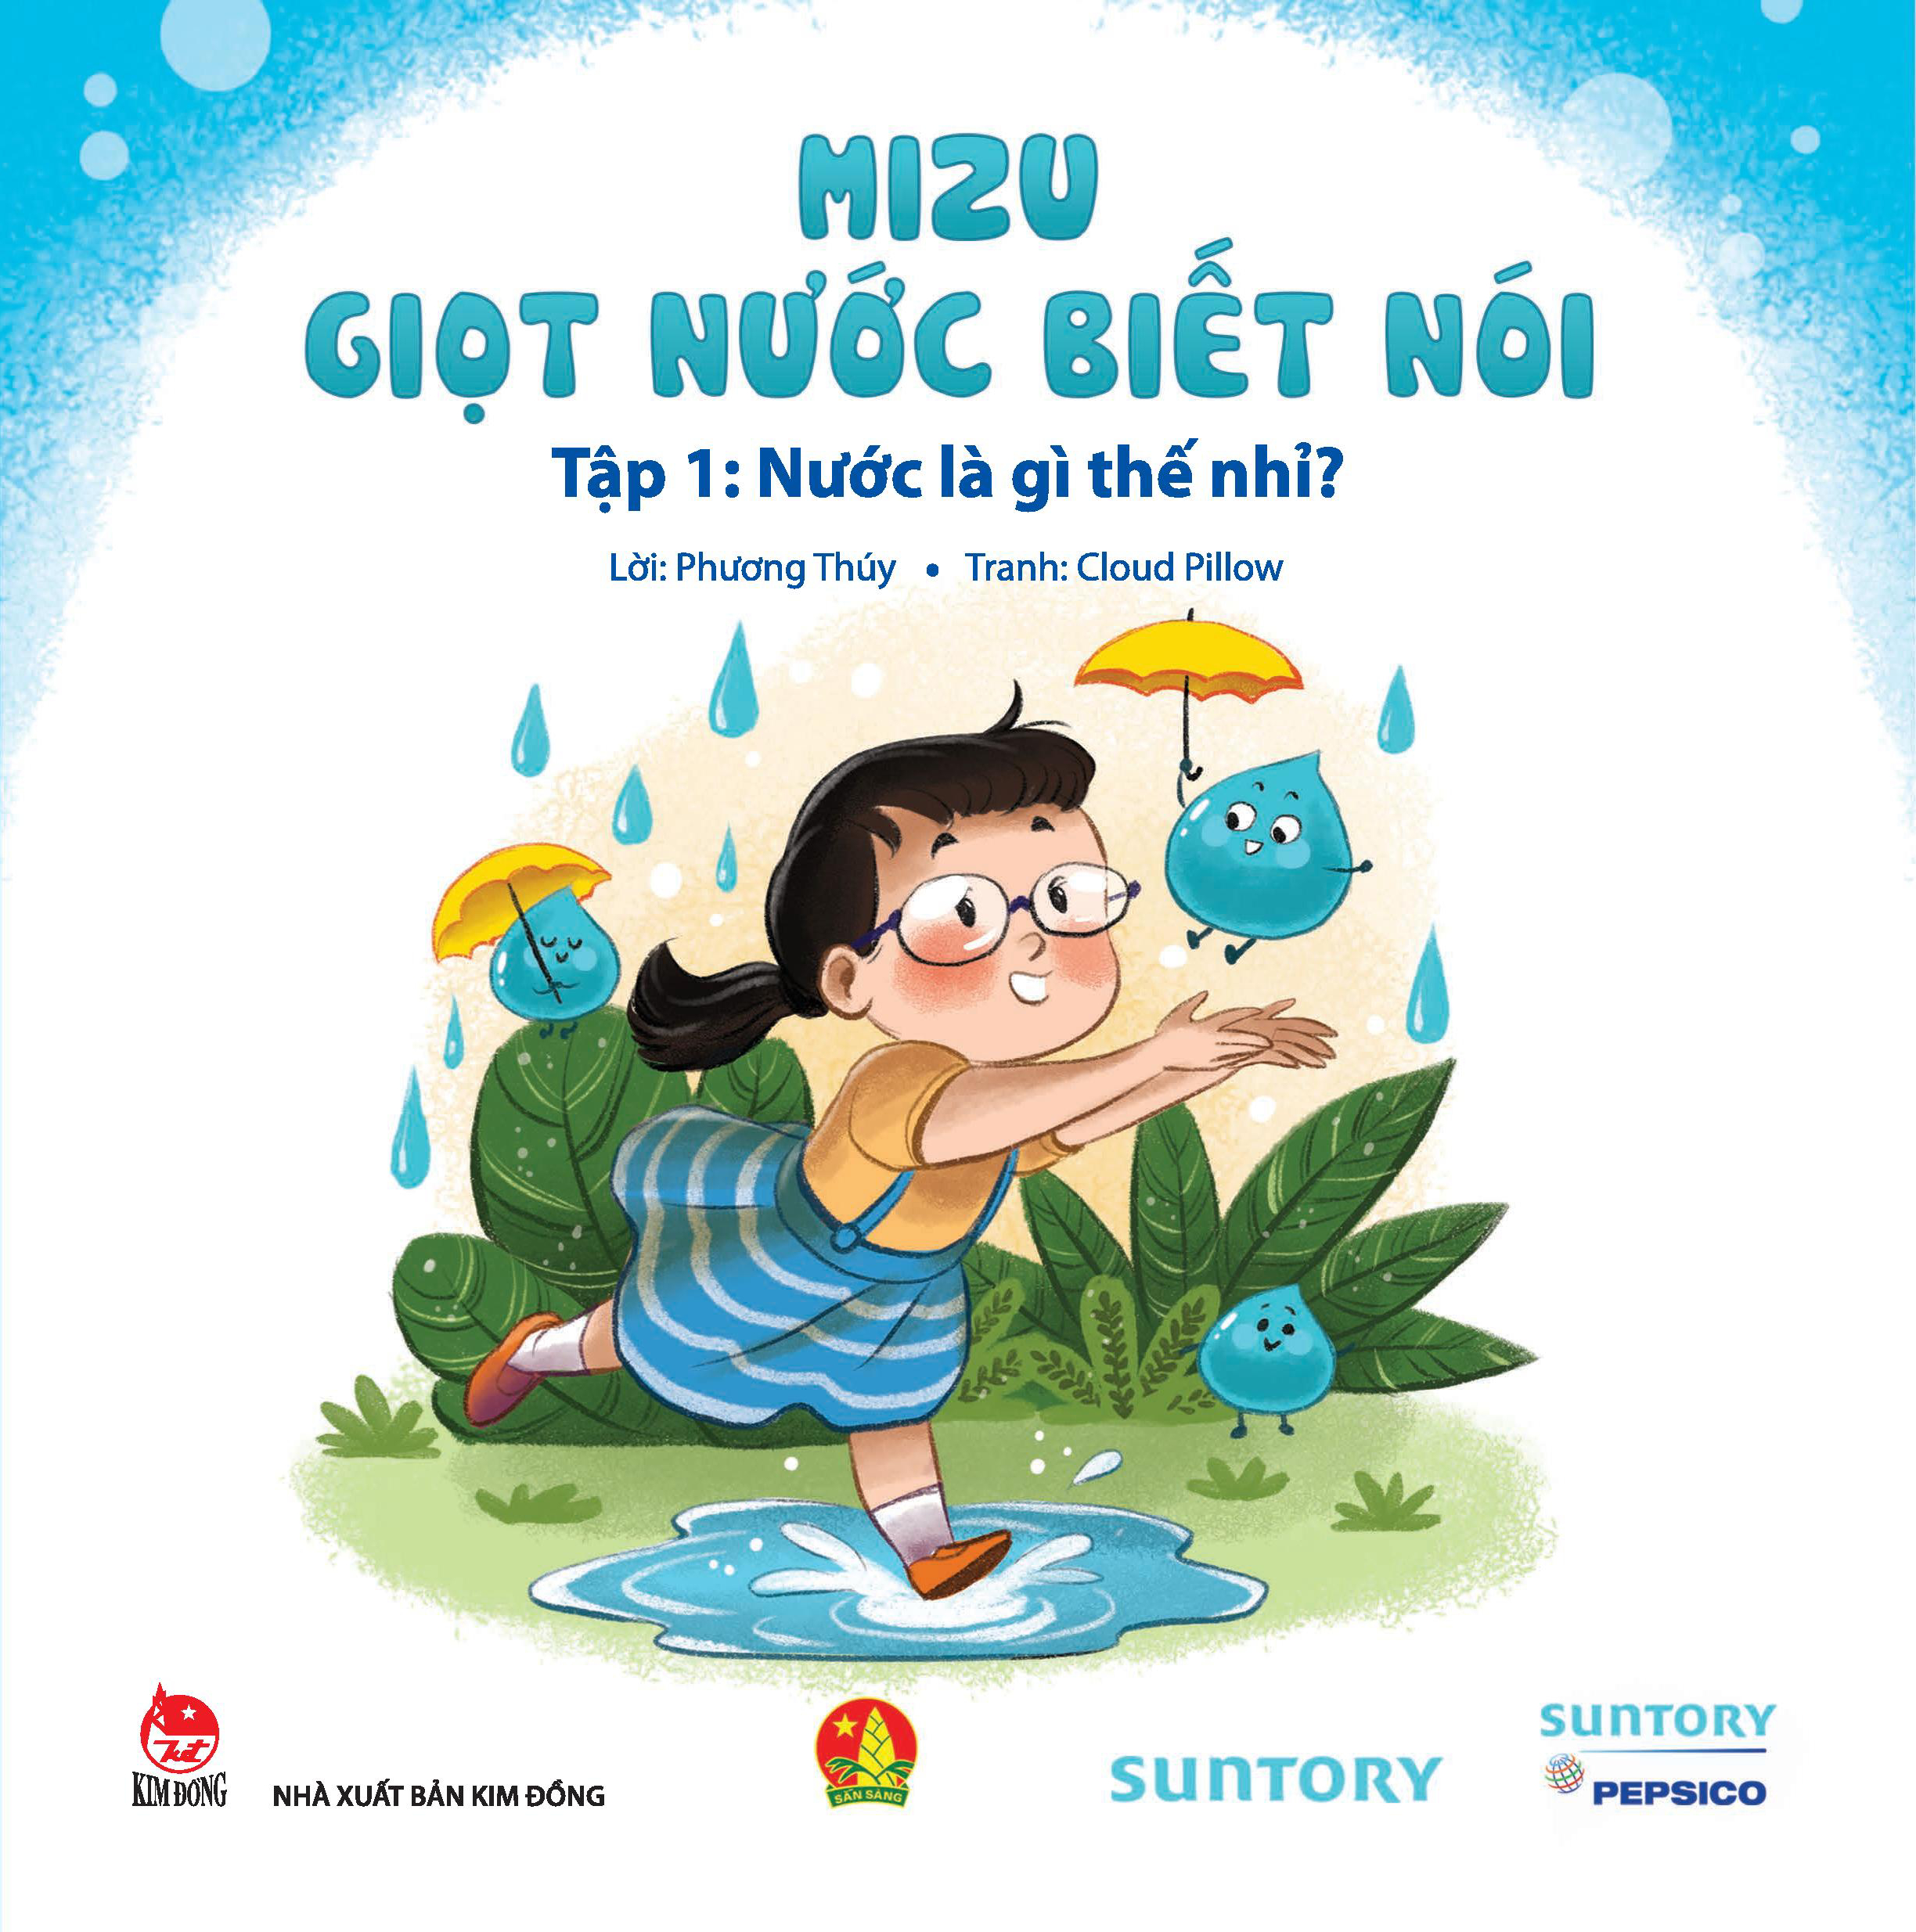 MIZU
GIỌT NƯỚC BIẾT NÓI
Tập 1: Nước là gì thế nhỉ?
Lời: Phương Thúy • Tranh: Cloud Pillow
KIM ĐỒNG
NHÀ XUẤT BẢN KIM ĐỒNG
SẴN SÀNG
SUNTORY
SUNTORY
PEPSICO